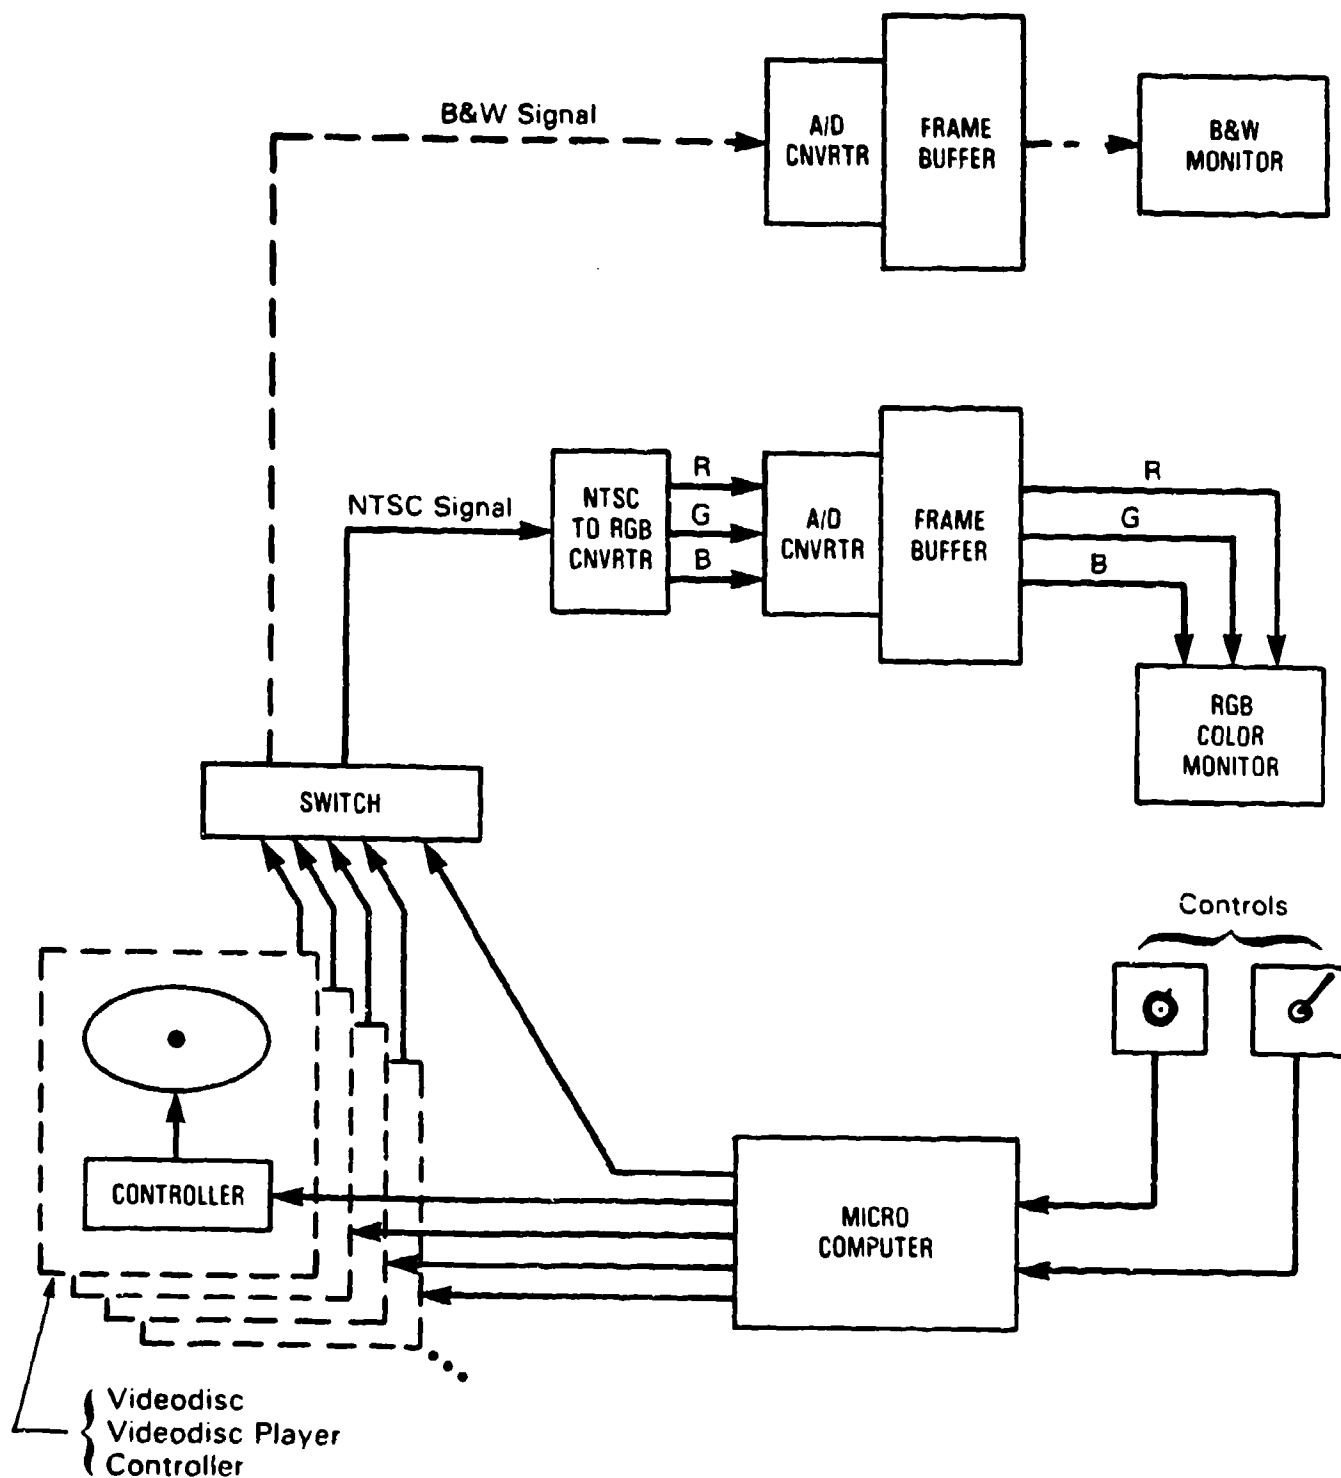 B&W Signal
A/D
CNVRTR
FRAME
BUFFER
B&W
MONITOR
NTSC Signal
NTSC
TO RGB
CNVRTR
R
G
B
A/D
CNVRTR
FRAME
BUFFER
R
G
B
RGB
COLOR
MONITOR
SWITCH
Controls
CONTROLLER
MICRO
COMPUTER
Videodisc
Videodisc Player
Controller